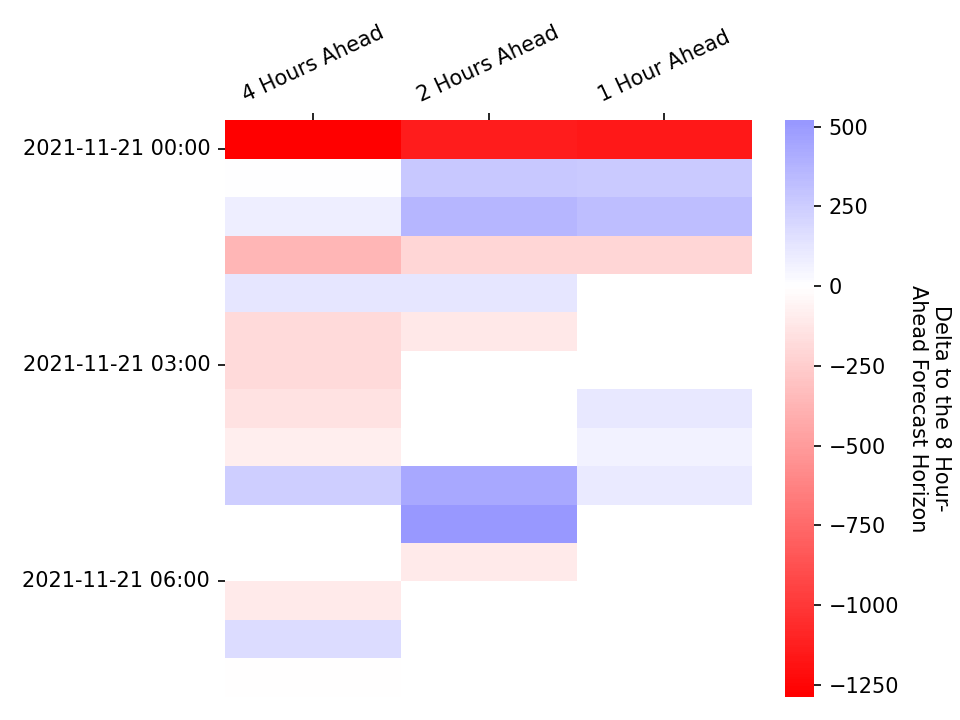 4 Hours Ahead
2 Hours Ahead
1 Hour Ahead
2021-11-21 00:00
2021-11-21 03:00
2021-11-21 06:00
500
250
0
−250
−500
−750
−1000
−1250
Delta to the 8 Hour-
Ahead Forecast Horizon